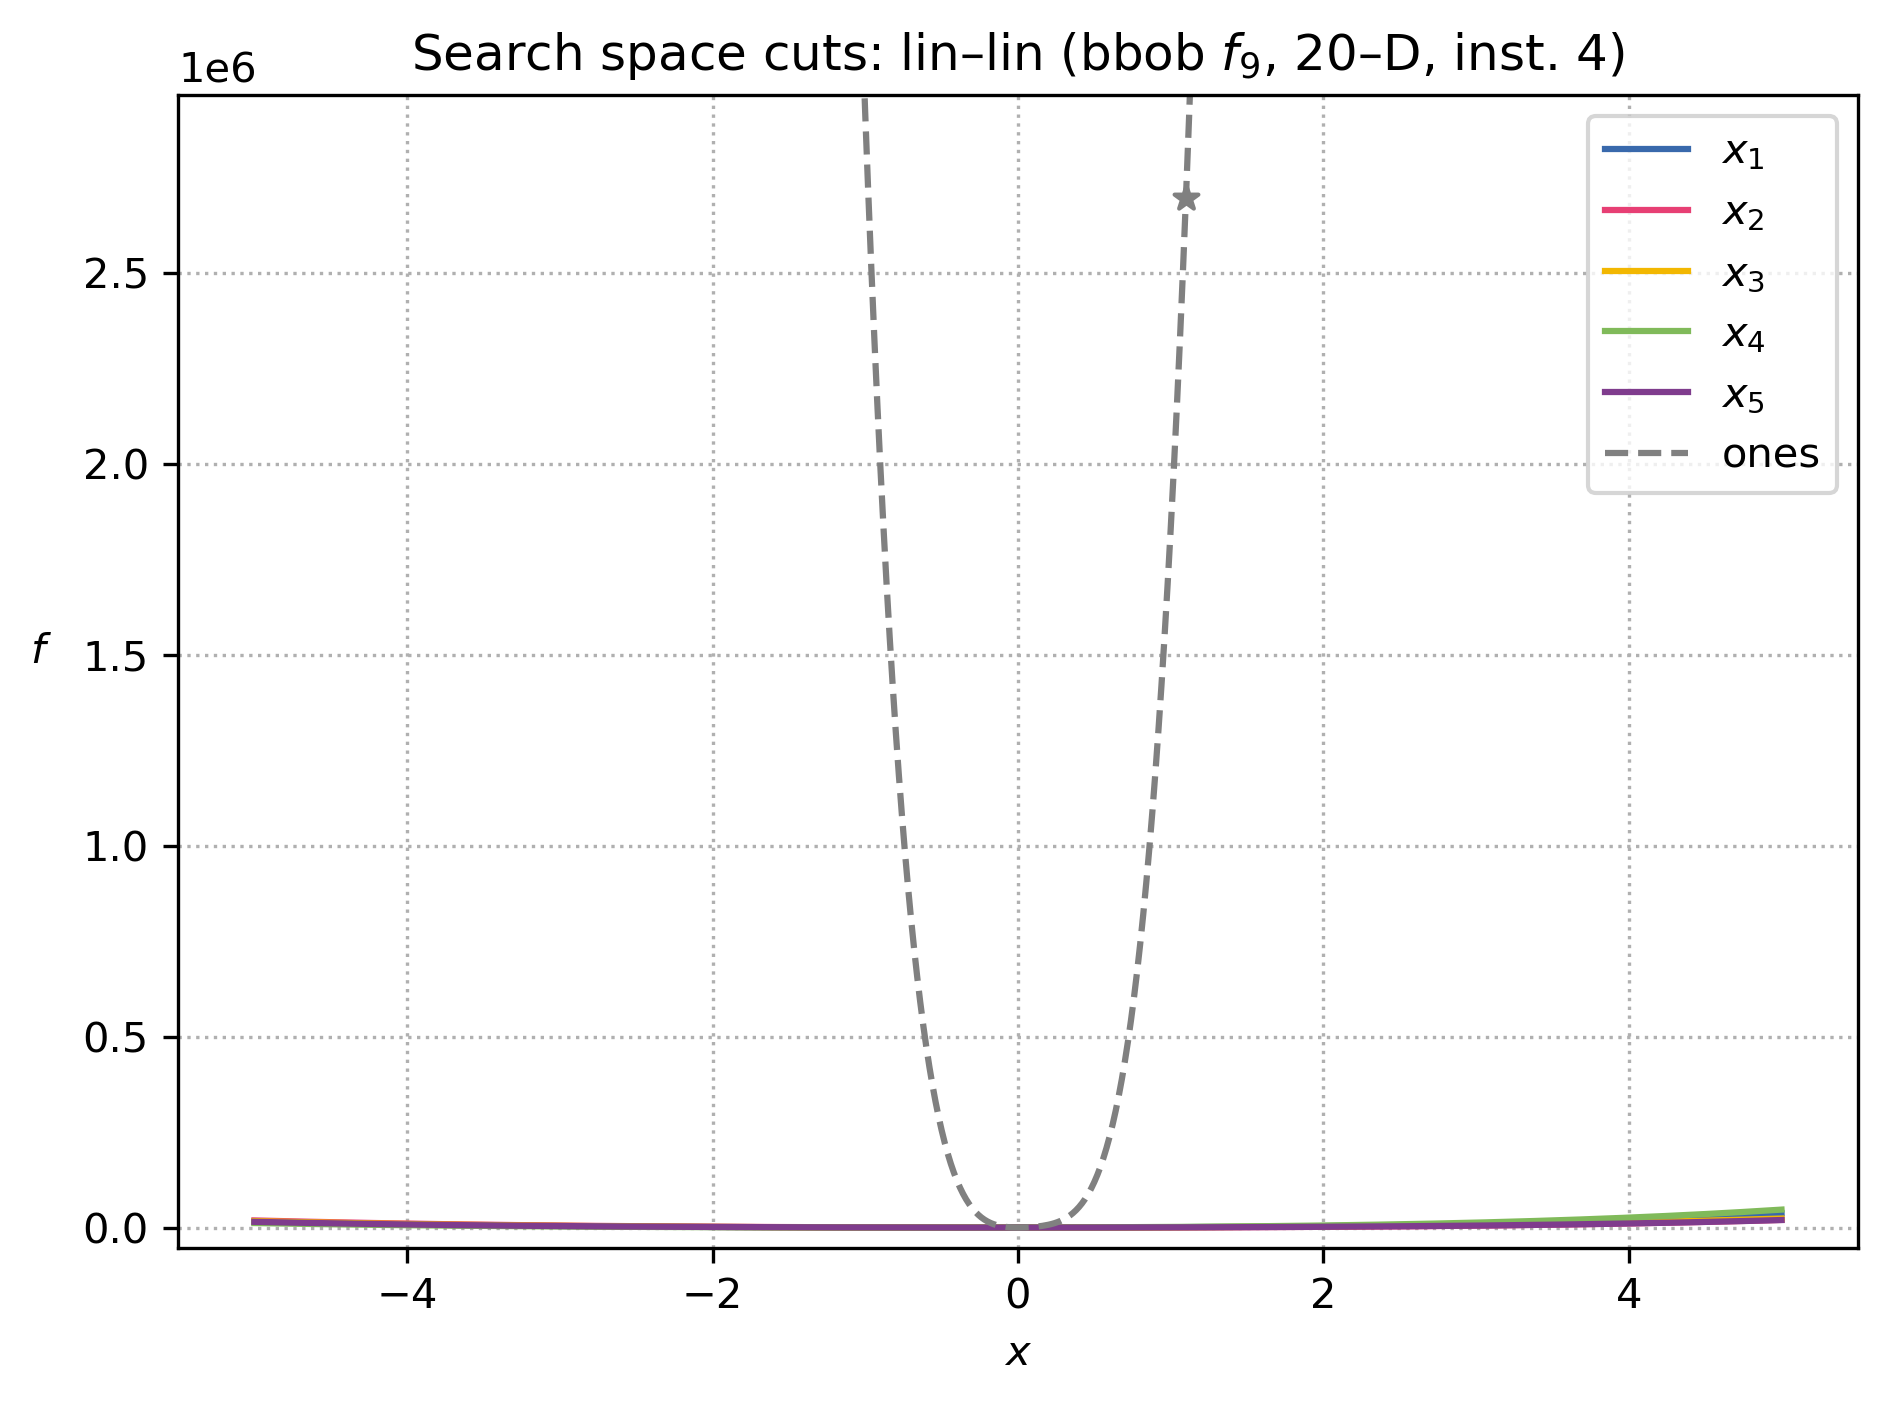 Search space cuts: lin–lin (bbob f₉, 20–D, inst. 4)
1e6
2.5
2.0
1.5
1.0
0.5
0.0
f
−4
−2
0
2
4
x
x₁
x₂
x₃
x₄
x₅
ones